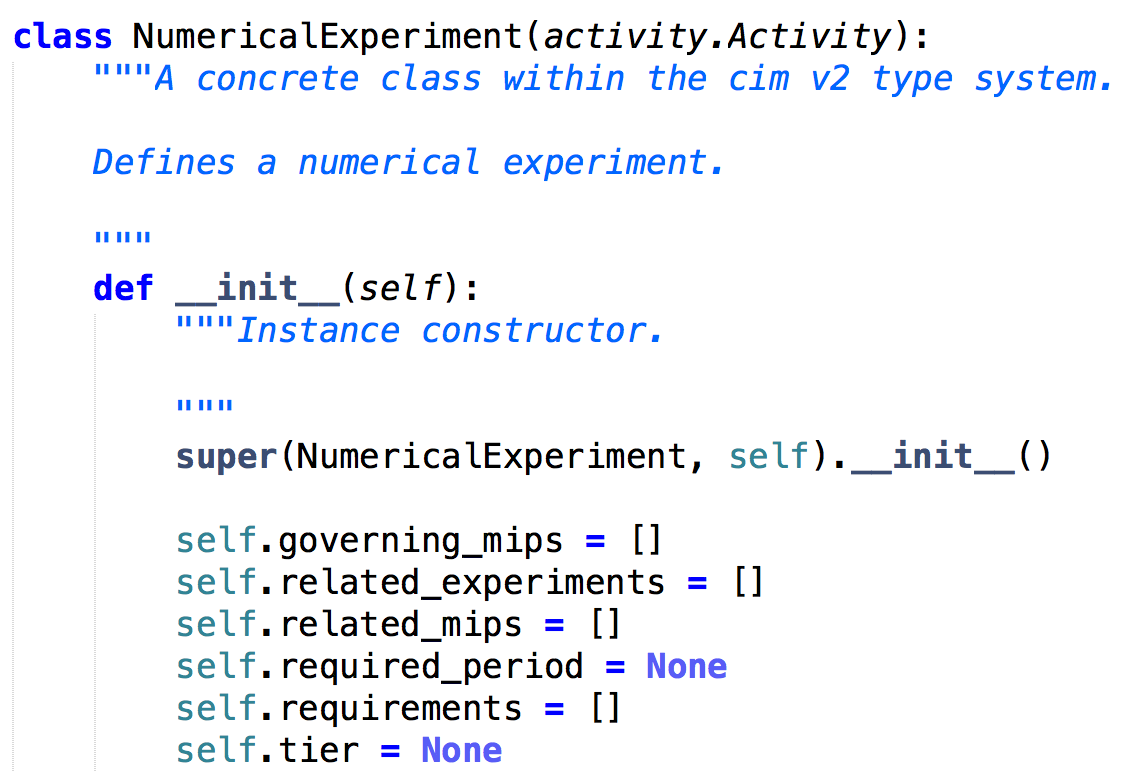 class NumericalExperiment(activity.Activity):
    """A concrete class within the cim v2 type system.
    Defines a numerical experiment.
    """
    def __init__(self):
        """Instance constructor.
        """
        super(NumericalExperiment, self).__init__()
        self.governing_mips = []
        self.related_experiments = []
        self.related_mips = []
        self.required_period = None
        self.requirements = []
        self.tier = None